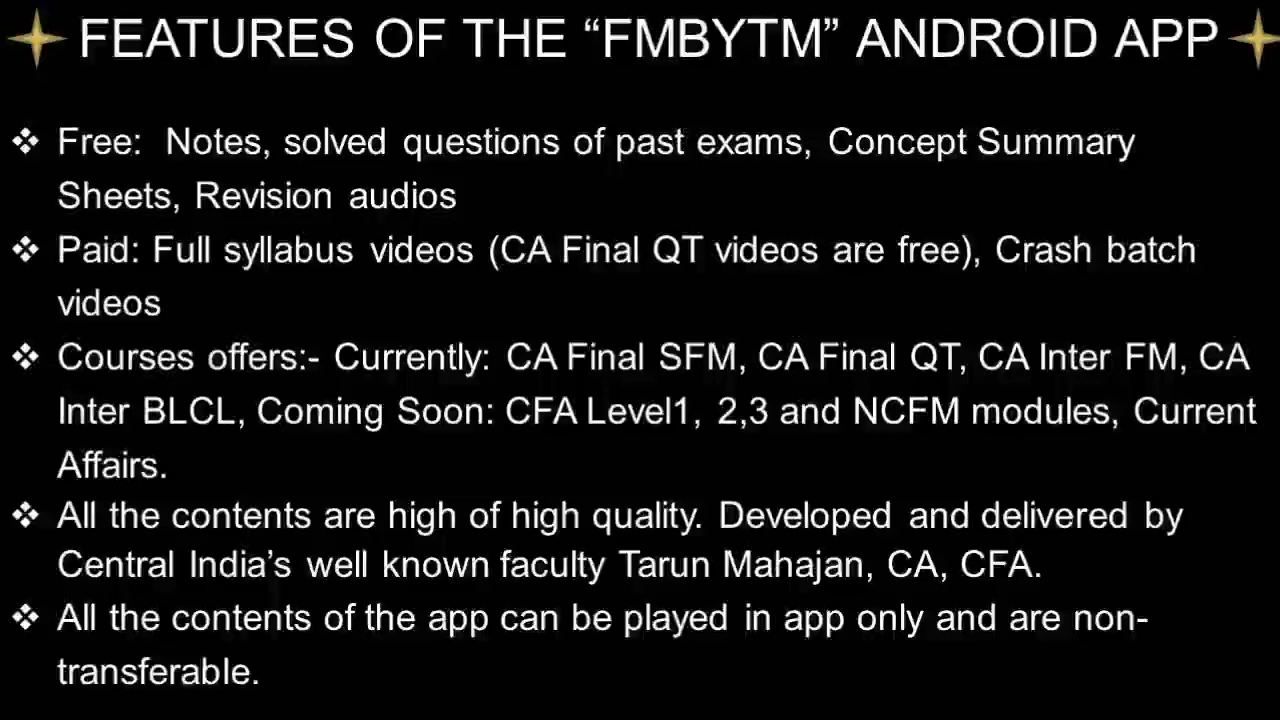 FEATURES OF THE “FMBYTM” ANDROID APP
❖ Free: Notes, solved questions of past exams, Concept Summary
Sheets, Revision audios
❖ Paid: Full syllabus videos (CA Final QT videos are free), Crash batch
videos
❖ Courses offers:- Currently: CA Final SFM, CA Final QT, CA Inter FM, CA
Inter BLCL, Coming Soon: CFA Level1, 2,3 and NCFM modules, Current
Affairs.
❖ All the contents are high of high quality. Developed and delivered by
Central India’s well known faculty Tarun Mahajan, CA, CFA.
❖ All the contents of the app can be played in app only and are non-
transferable.